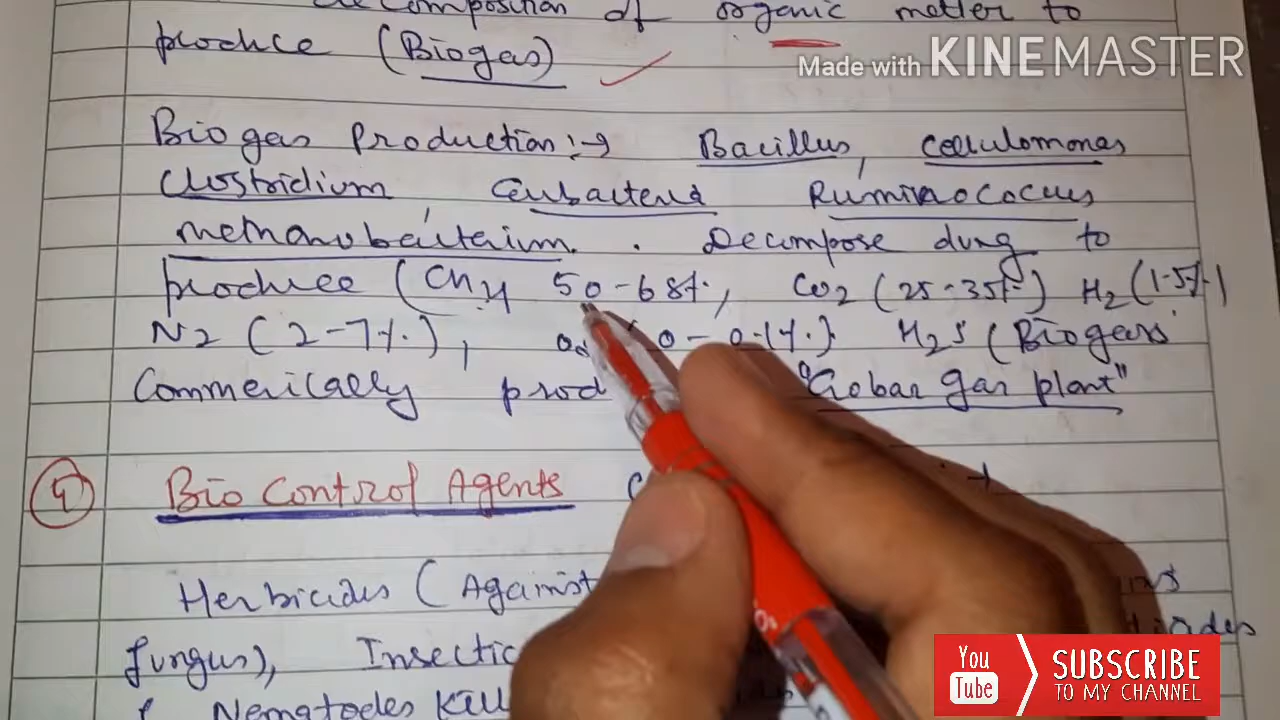 decomposition of organic matter to
produce (Biogas)
Made with KINEMASTER
Biogas Production:→ Bacillus, Cellulomonas
Clostridium, Eubacteria Ruminococcus
methanobacterium. Decompose dung to
produce (CH4 50-68%, CO2 (25-35%) H2 (1-5%)
N2 (2-7%), 0-0.1%) H2S (Biogas
Commerically prod "Gobar gas plant"
4 Bio Control Agents
Herbicides (Against
fungus), Insectic
Nematodes Kill
You Tube SUBSCRIBE
TO MY CHANNEL